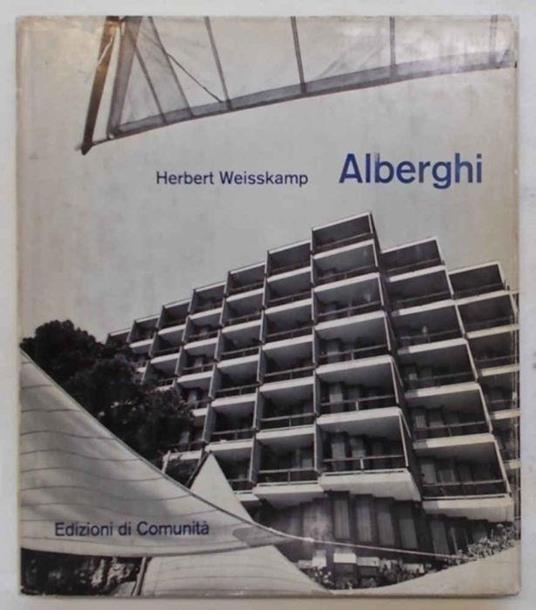 Herbert Weisskamp Alberghi
Edizioni di Comunità